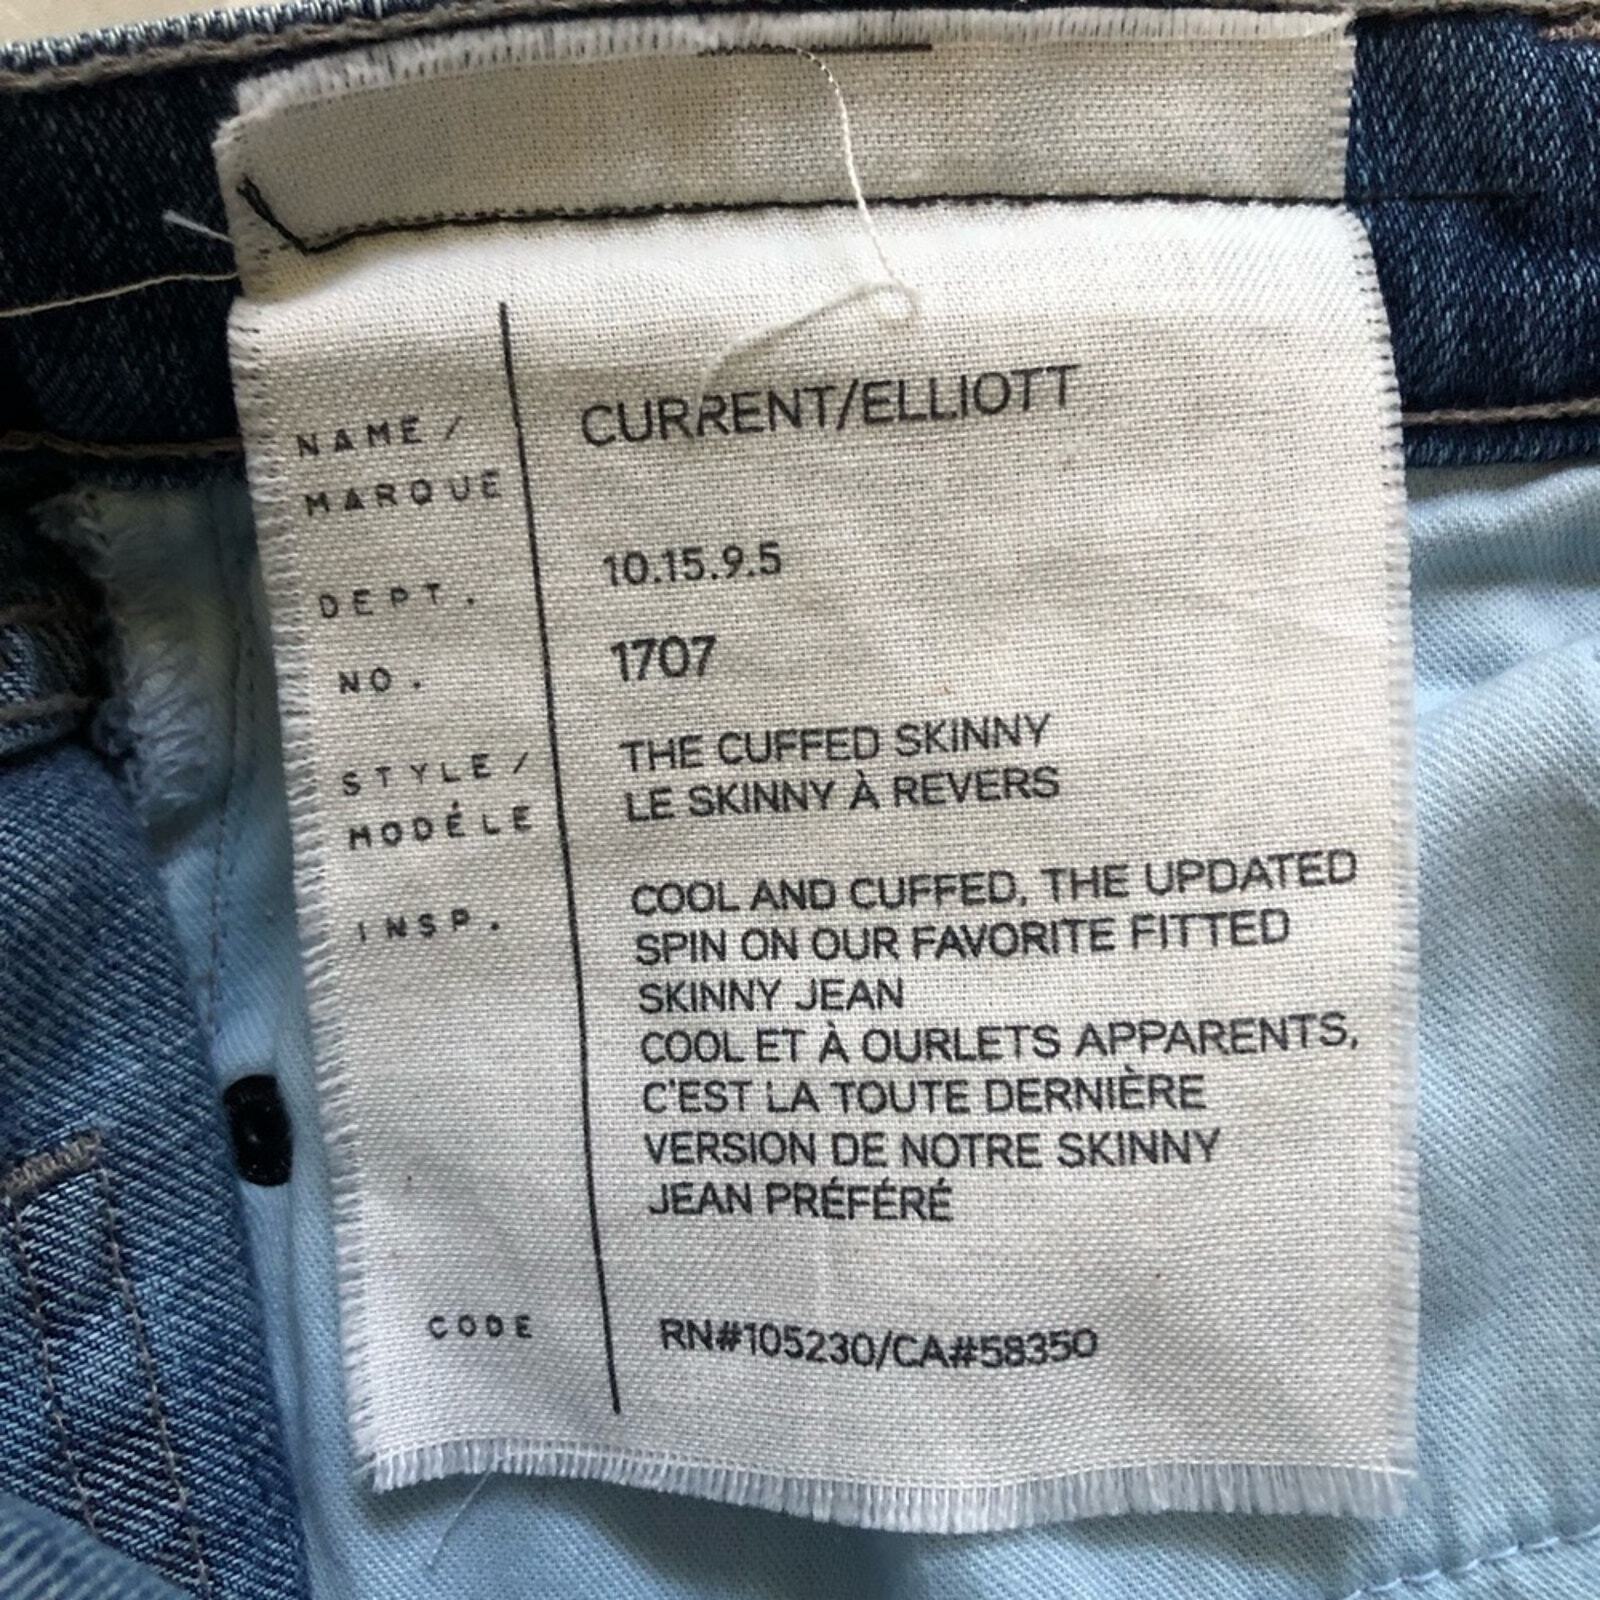 NAME / CURRENT/ELLIOTT
MARQUE
DEPT. 10.15.9.5
NO. 1707
STYLE / THE CUFFED SKINNY
MODÉLE LE SKINNY À REVERS
INSP. COOL AND CUFFED, THE UPDATED
SPIN ON OUR FAVORITE FITTED
SKINNY JEAN
COOL ET À OURLETS APPARENTS,
C'EST LA TOUTE DERNIÈRE
VERSION DE NOTRE SKINNY
JEAN PRÉFÉRÉ
CODE RN#105230/CA#58350